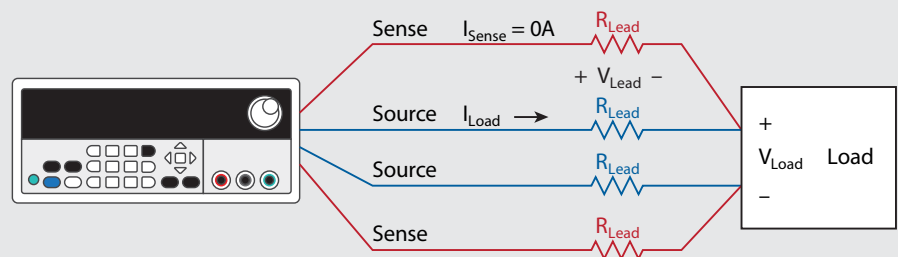 Sense I_Sense = 0A R_Lead
+ V_Lead −
Source I_Load → R_Lead
+
V_Load Load
−
Source R_Lead
Sense R_Lead